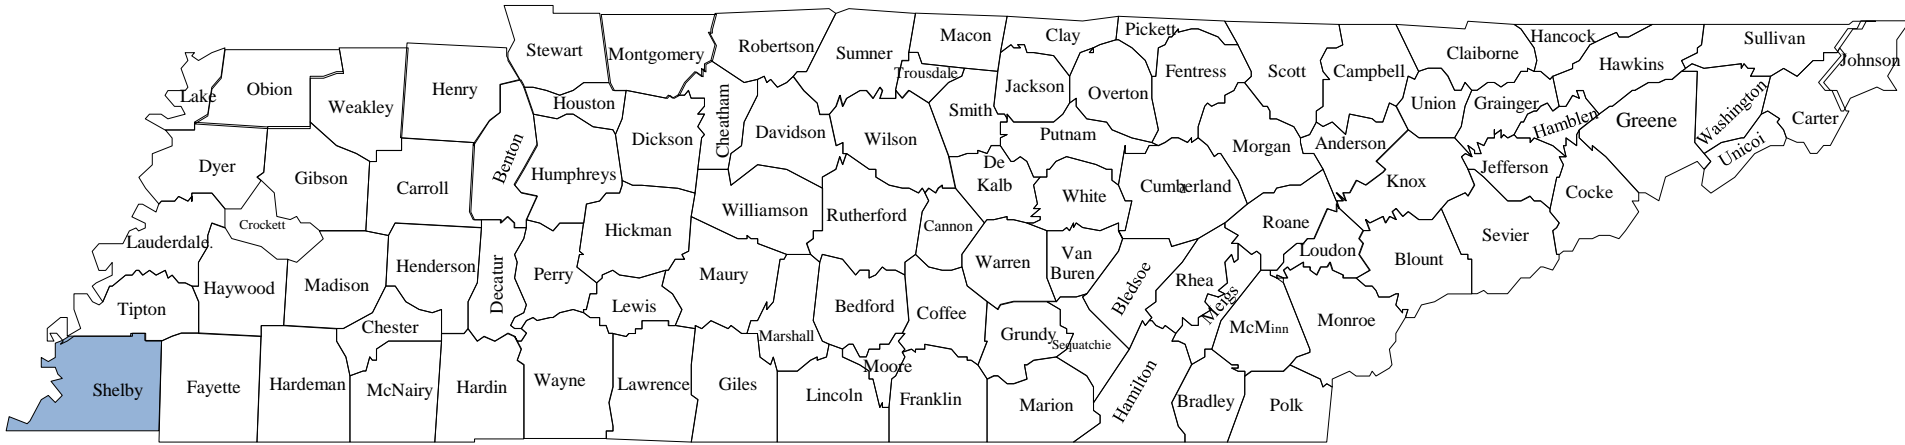 Lake
Obion
Weakley
Henry
Stewart
Montgomery
Robertson
Sumner
Macon
Trousdale
Clay
Pickett
Jackson
Overton
Fentress
Scott
Campbell
Claiborne
Hancock
Hawkins
Sullivan
Johnson
Carter
Washington
Unicoi
Greene
Hamblen
Grainger
Union
Anderson
Morgan
Putnam
Smith
Wilson
Davidson
Cheatham
Dickson
Houston
Humphreys
Benton
Carroll
Gibson
Dyer
Crockett
Lauderdale.
Haywood
Madison
Henderson
Decatur
Perry
Hickman
Williamson
Rutherford
Cannon
De
Kalb
White
Cumberland
d
Roane
Loudon
Knox
Jefferson
Cocke
Sevier
Blount
Monroe
McMinn
Meigs
Rhea
Bledsoe
Van
Buren
Warren
Coffee
Bedford
Maury
Lewis
Chester
Tipton
Shelby
Fayette
Hardeman
McNairy
Hardin
Wayne
Lawrence
Giles
Marshall
Lincoln
Moore
Franklin
Grundy
Sequatchie
Marion
Hamilton
Bradley
Polk